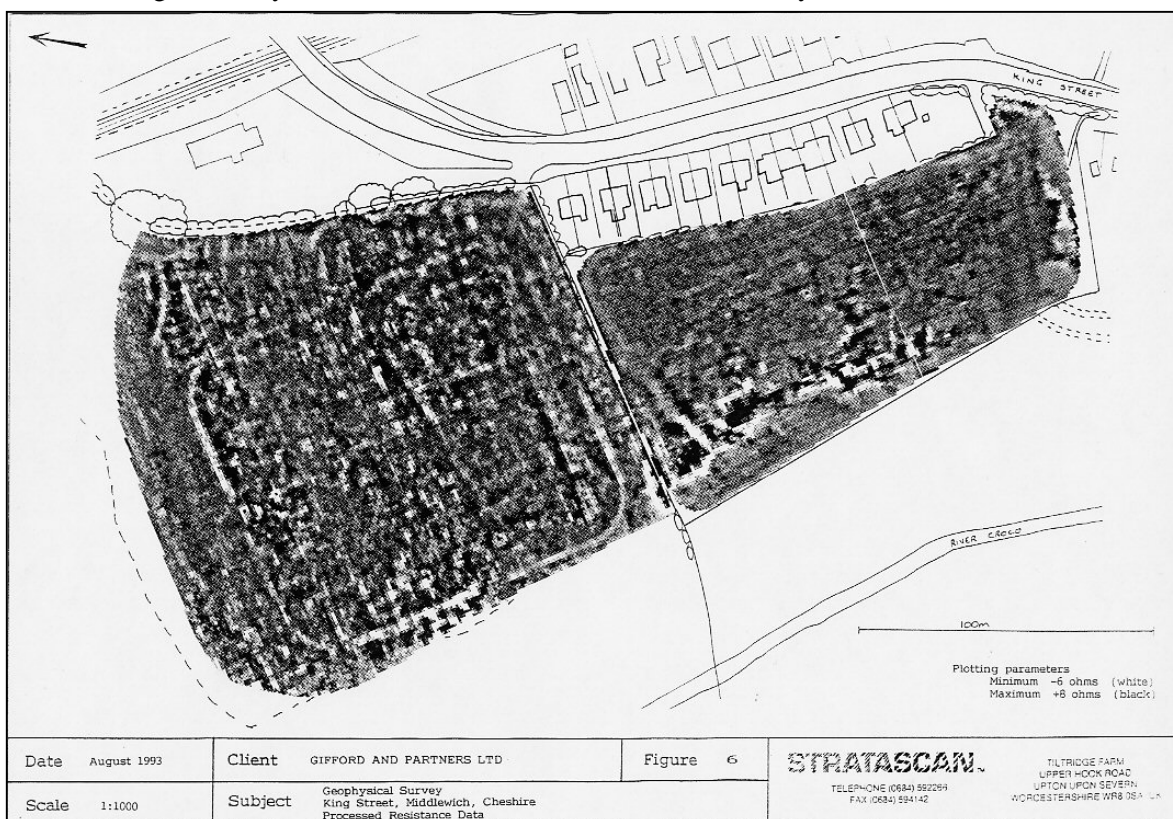 KING STREET
RIVER CROCO
100m
Plotting parameters
Minimum -6 ohms (white)
Maximum +8 ohms (black)
Date August 1993
Client GIFFORD AND PARTNERS LTD
Figure 6
Scale 1:1000
Subject Geophysical Survey
King Street, Middlewich, Cheshire
Processed Resistance Data
STRATASCAN
TELEPHONE (0684) 592266
FAX (0684) 594142
TILTRIDGE FARM
UPPER HOOK ROAD
UPTON UPON SEVERN
WORCESTERSHIRE WR8 0SA UK